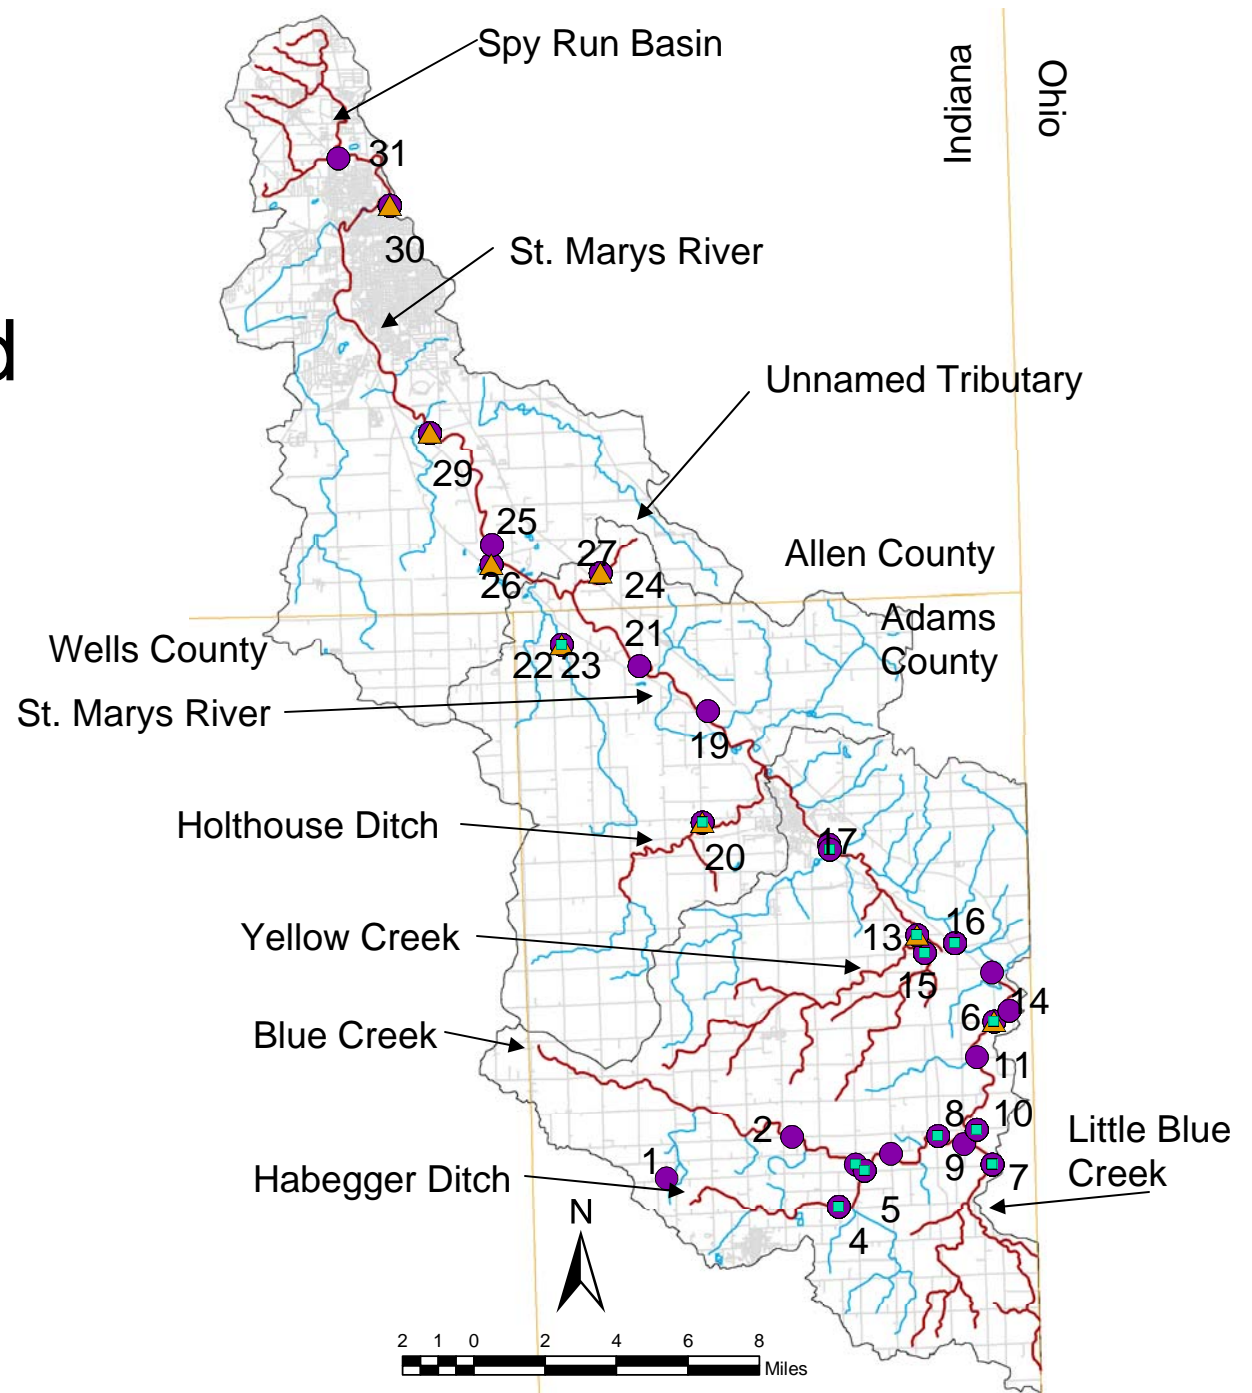 Spy Run Basin
Indiana
Ohio
31
30
St. Marys River
d
Unnamed Tributary
29
25
27
Allen County
26
24
Adams
County
21
Wells County
22 23
St. Marys River
19
Holthouse Ditch
17
20
16
Yellow Creek
13
15
14
6
Blue Creek
11
8
10
Little Blue
Creek
2
9
1
7
Habegger Ditch
5
N
4
2 1 0 2 4 6 8
Miles